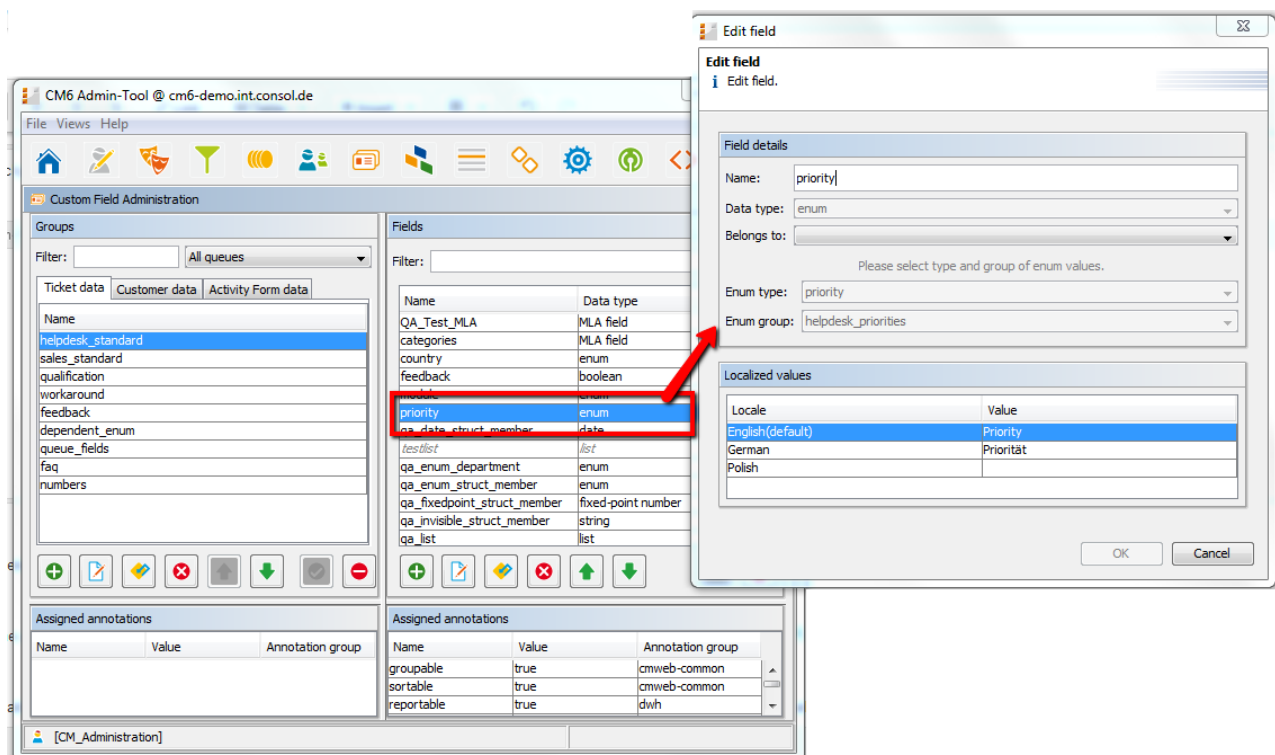 CM6 Admin-Tool @ cm6-demo.int.consol.de
File Views Help
Custom Field Administration
Groups
Filter: All queues
Ticket data Customer data Activity Form data
Name
helpdesk_standard
sales_standard
qualification
workaround
feedback
dependent_enum
queue_fields
faq
numbers
Assigned annotations
Name Value Annotation group
Fields
Filter:
Name Data type
QA_Test_MLA MLA field
categories MLA field
country enum
feedback boolean
module enum
priority enum
qa_date_struct_member date
testlist list
qa_enum_department enum
qa_enum_struct_member enum
qa_fixedpoint_struct_member fixed-point number
qa_invisible_struct_member string
qa_list list
Assigned annotations
Name Value Annotation group
groupable true cmweb-common
sortable true cmweb-common
reportable true dwh
[CM_Administration]
Edit field
Edit field
i Edit field.
Field details
Name: priority
Data type: enum
Belongs to:
Please select type and group of enum values.
Enum type: priority
Enum group: helpdesk_priorities
Localized values
Locale Value
English(default) Priority
German Priorität
Polish
OK Cancel